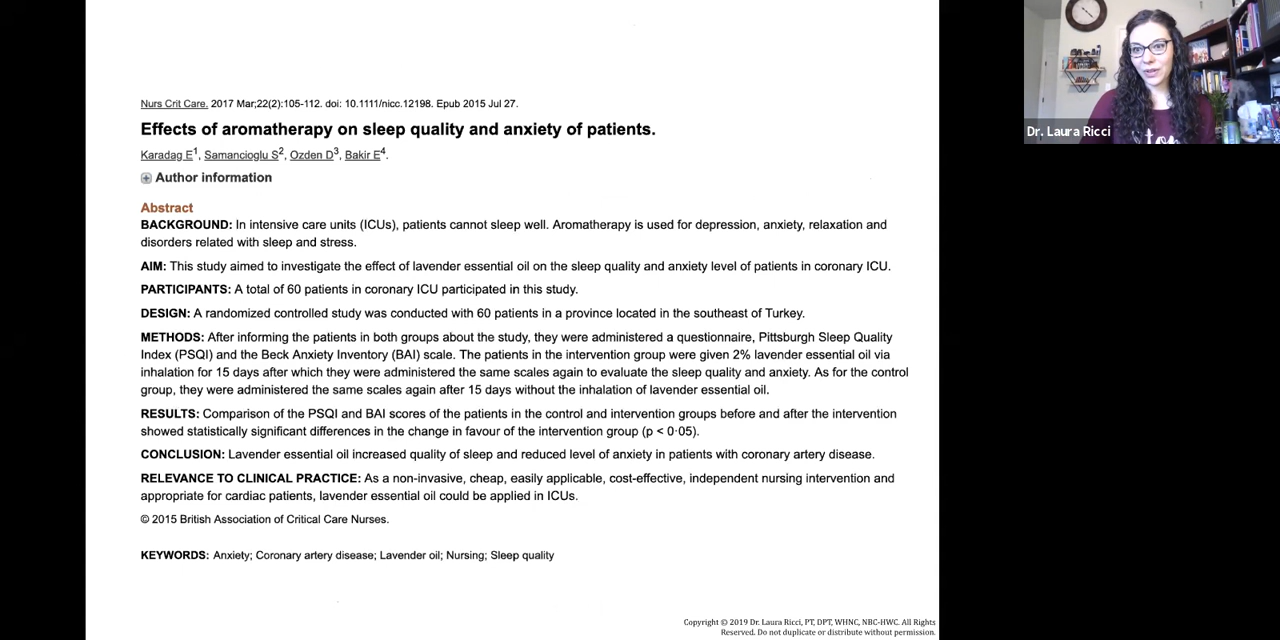 Nurs Crit Care. 2017 Mar;22(2):105-112. doi: 10.1111/nicc.12198. Epub 2015 Jul 27.
Effects of aromatherapy on sleep quality and anxiety of patients.
Karadag E1, Samancioglu S2, Ozden D3, Bakir E4.
Author information
Abstract
BACKGROUND: In intensive care units (ICUs), patients cannot sleep well. Aromatherapy is used for depression, anxiety, relaxation and
disorders related with sleep and stress.
AIM: This study aimed to investigate the effect of lavender essential oil on the sleep quality and anxiety level of patients in coronary ICU.
PARTICIPANTS: A total of 60 patients in coronary ICU participated in this study.
DESIGN: A randomized controlled study was conducted with 60 patients in a province located in the southeast of Turkey.
METHODS: After informing the patients in both groups about the study, they were administered a questionnaire, Pittsburgh Sleep Quality
Index (PSQI) and the Beck Anxiety Inventory (BAI) scale. The patients in the intervention group were given 2% lavender essential oil via
inhalation for 15 days after which they were administered the same scales again to evaluate the sleep quality and anxiety. As for the control
group, they were administered the same scales again after 15 days without the inhalation of lavender essential oil.
RESULTS: Comparison of the PSQI and BAI scores of the patients in the control and intervention groups before and after the intervention
showed statistically significant differences in the change in favour of the intervention group (p < 0·05).
CONCLUSION: Lavender essential oil increased quality of sleep and reduced level of anxiety in patients with coronary artery disease.
RELEVANCE TO CLINICAL PRACTICE: As a non-invasive, cheap, easily applicable, cost-effective, independent nursing intervention and
appropriate for cardiac patients, lavender essential oil could be applied in ICUs.
© 2015 British Association of Critical Care Nurses.
KEYWORDS: Anxiety; Coronary artery disease; Lavender oil; Nursing; Sleep quality
Copyright © 2019 Dr. Laura Ricci, PT, DPT, WHNC, NBC-HWC. All Rights
Reserved. Do not duplicate or distribute without permission.
Dr. Laura Ricci